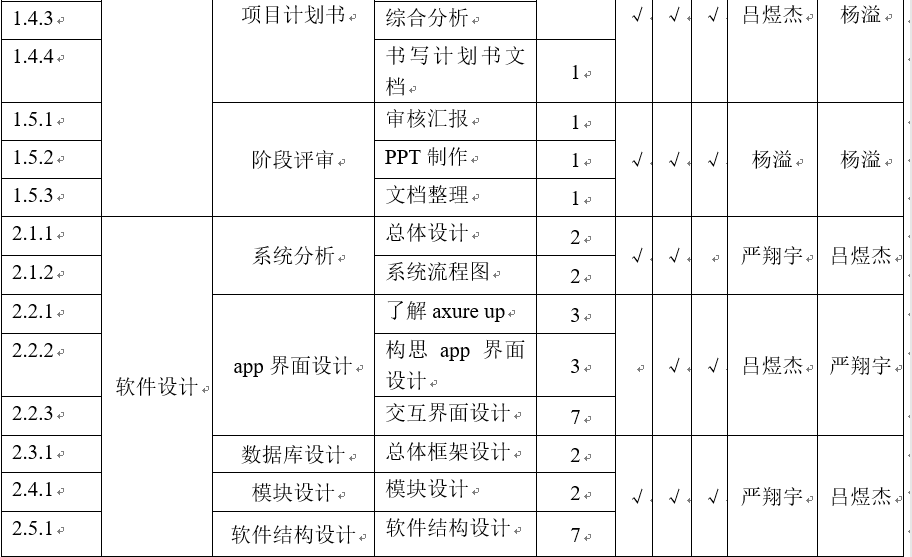 1.4.3 项目计划书 综合分析 √ √ √ 吕煜杰 杨溢
1.4.4 书写计划书文
档 1
1.5.1 审核汇报 1
1.5.2 阶段评审 PPT 制作 1 √ √ √ 杨溢 杨溢
1.5.3 文档整理 1
2.1.1 总体设计 2
系统分析 √ √ 严翔宇 吕煜杰
2.1.2 系统流程图 2
2.2.1 了解 axure up 3
2.2.2 构思 app 界面
app 界面设计 3 √ √ 吕煜杰 严翔宇
设计
软件设计
2.2.3 交互界面设计 7
2.3.1 数据库设计 总体框架设计 2
2.4.1 模块设计 模块设计 2 √ √ √ 严翔宇 吕煜杰
2.5.1 软件结构设计 软件结构设计 7